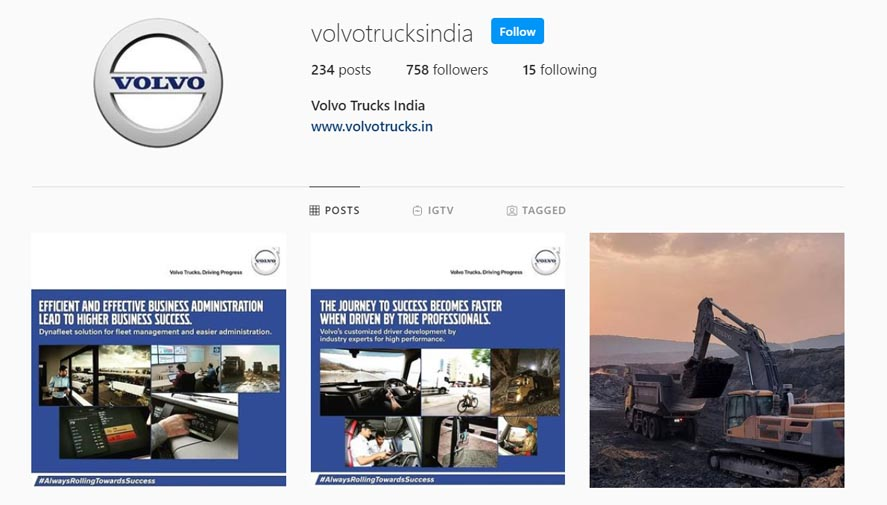 VOLVO
volvotrucksindia
Follow
234 posts 758 followers 15 following
Volvo Trucks India
www.volvotrucks.in
POSTS IGTV TAGGED
VOLVO
Volvo Trucks. Driving Progress
EFFICIENT AND EFFECTIVE BUSINESS ADMINISTRATION
LEAD TO HIGHER BUSINESS SUCCESS.
Dynafleet solution for fleet management and easier administration.
#AlwaysRollingTowardsSuccess
VOLVO
Volvo Trucks. Driving Progress
THE JOURNEY TO SUCCESS BECOMES FASTER
WHEN DRIVEN BY TRUE PROFESSIONALS.
Volvo's customized driver development by
industry experts for high performance.
#AlwaysRollingTowardsSuccess